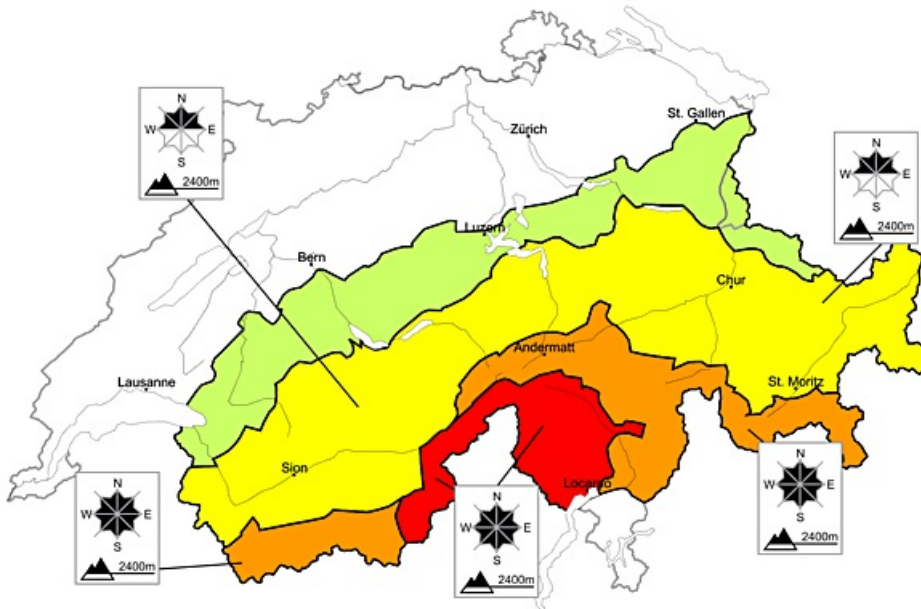 N
W E
S
2400m
St. Gallen
Zürich
N
W E
S
2400m
Luzern
Bern
Chur
Andermatt
Lausanne
St. Moritz
Sion
N
W E
S
2400m
N
W E
S
2400m
Locarno
N
W E
S
2400m